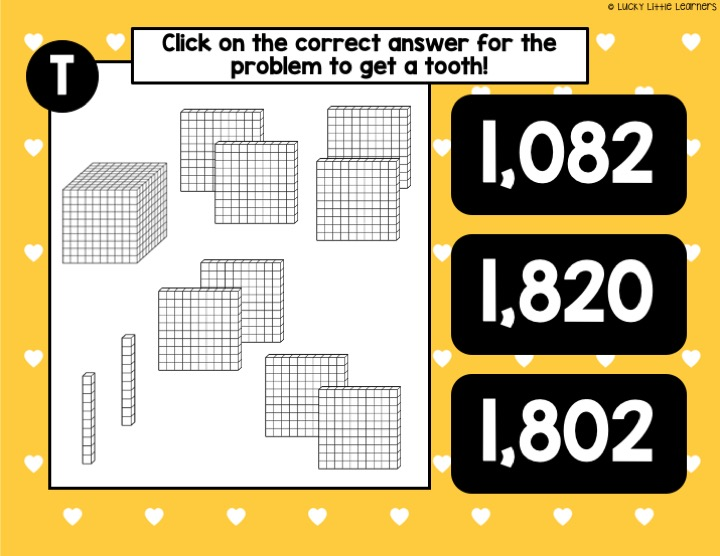 © Lucky Little Learners
Click on the correct answer for the
problem to get a tooth!
T
1,082
1,820
1,802